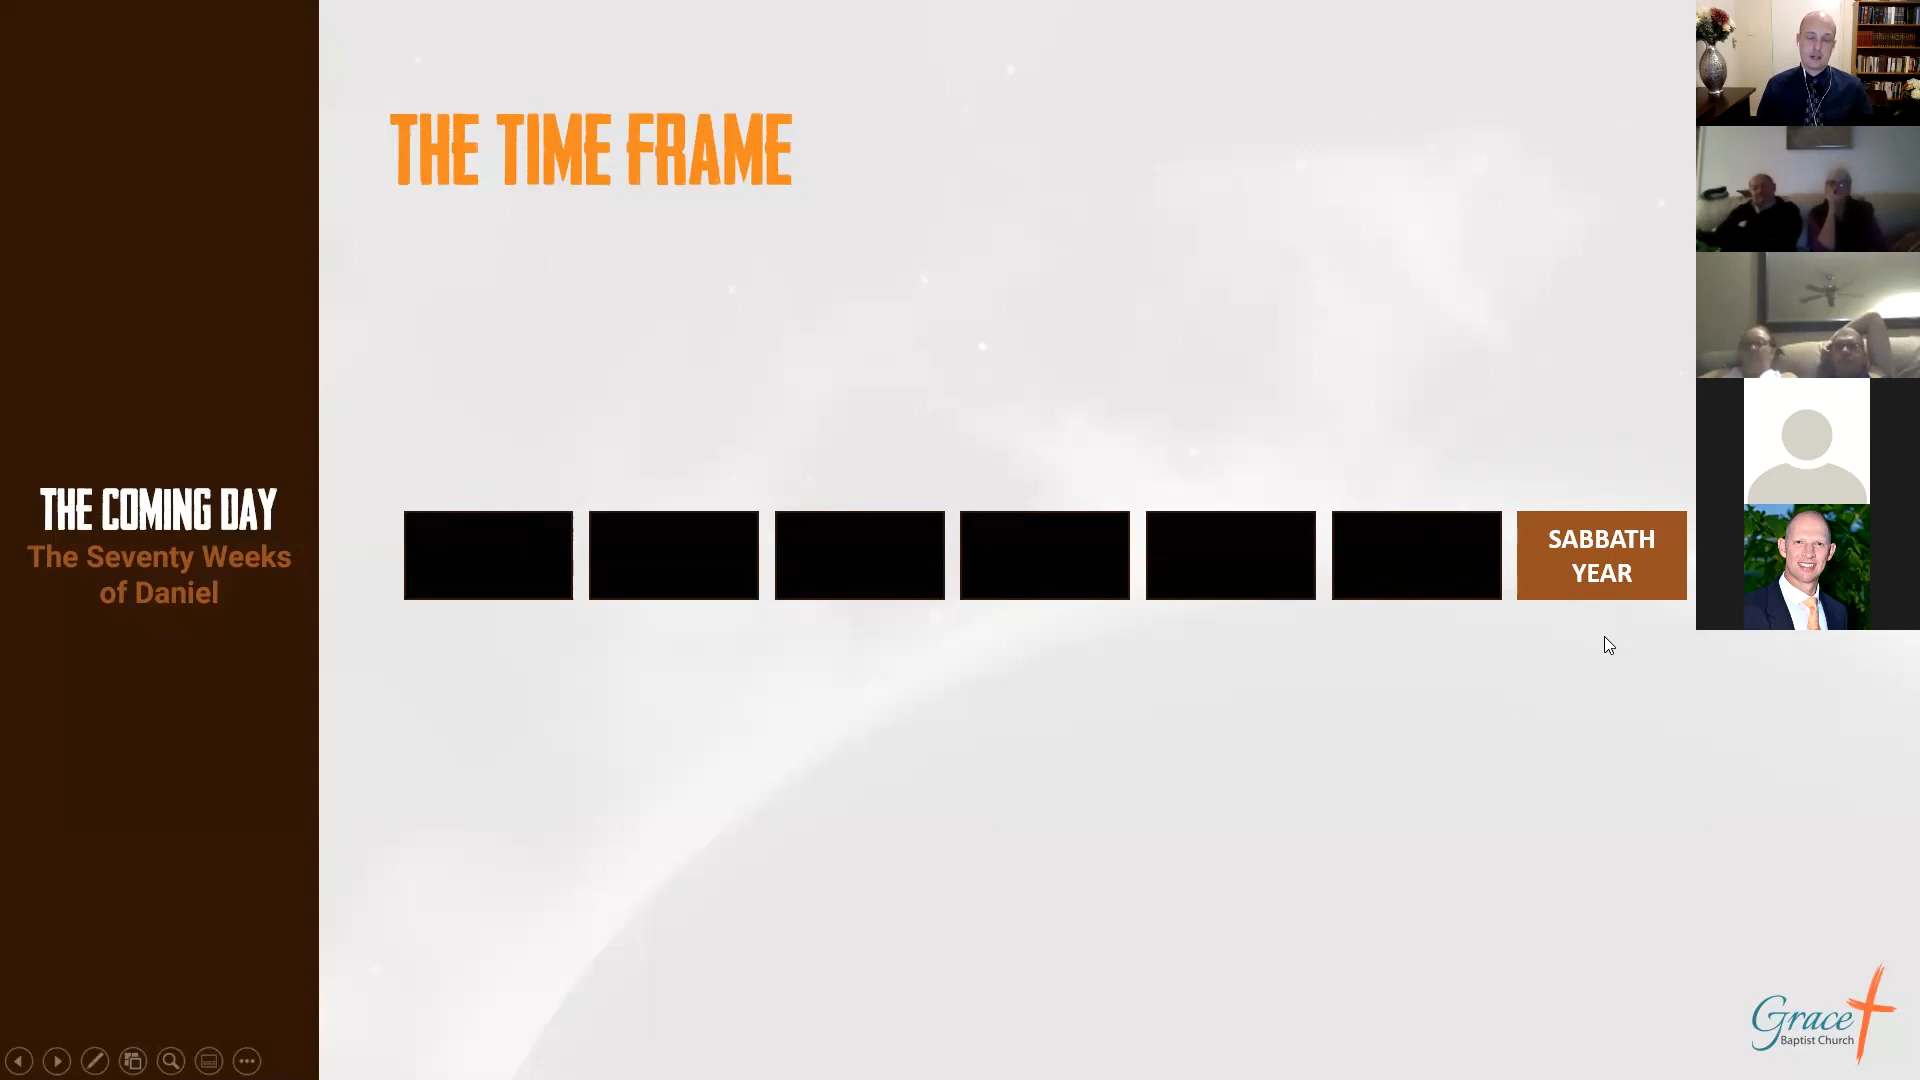 THE TIME FRAME
THE COMING DAY
The Seventy Weeks
of Daniel
SABBATH
YEAR
Grace
Baptist Church